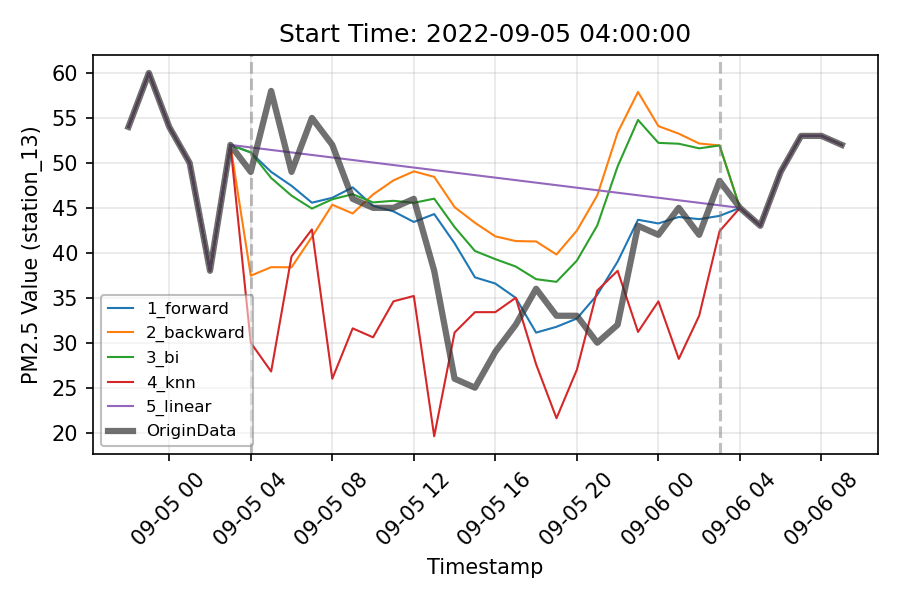 Start Time: 2022-09-05 04:00:00
PM2.5 Value (station_13)
60
55
50
45
40
35
30
25
20
1_forward
2_backward
3_bi
4_knn
5_linear
OriginData
09-05 00
09-05 04
09-05 08
09-05 12
09-05 16
09-05 20
09-06 00
09-06 04
09-06 08
Timestamp